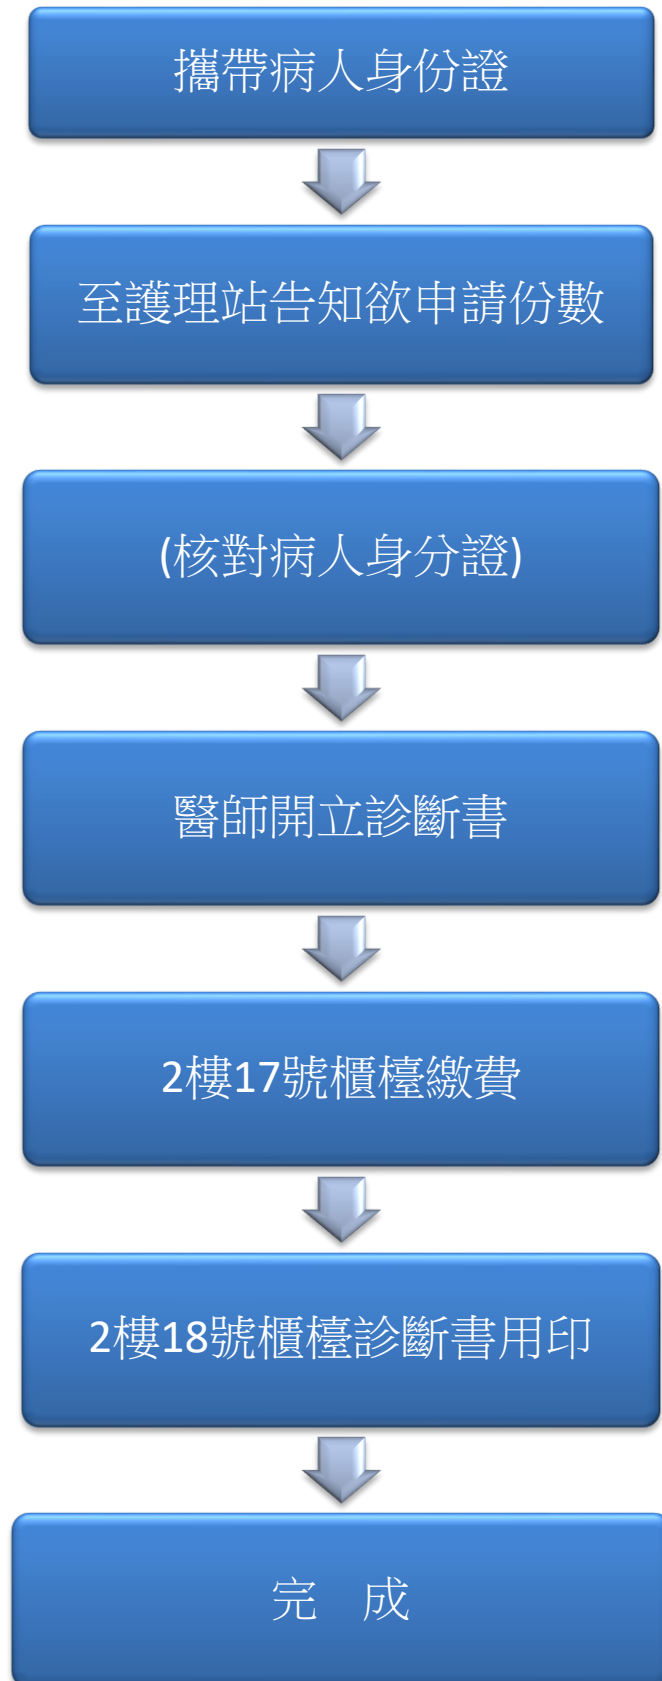 攜帶病人身份證
至護理站告知欲申請份數
(核對病人身分證)
醫師開立診斷書
2樓17號櫃檯繳費
2樓18號櫃檯診斷書用印
完　成